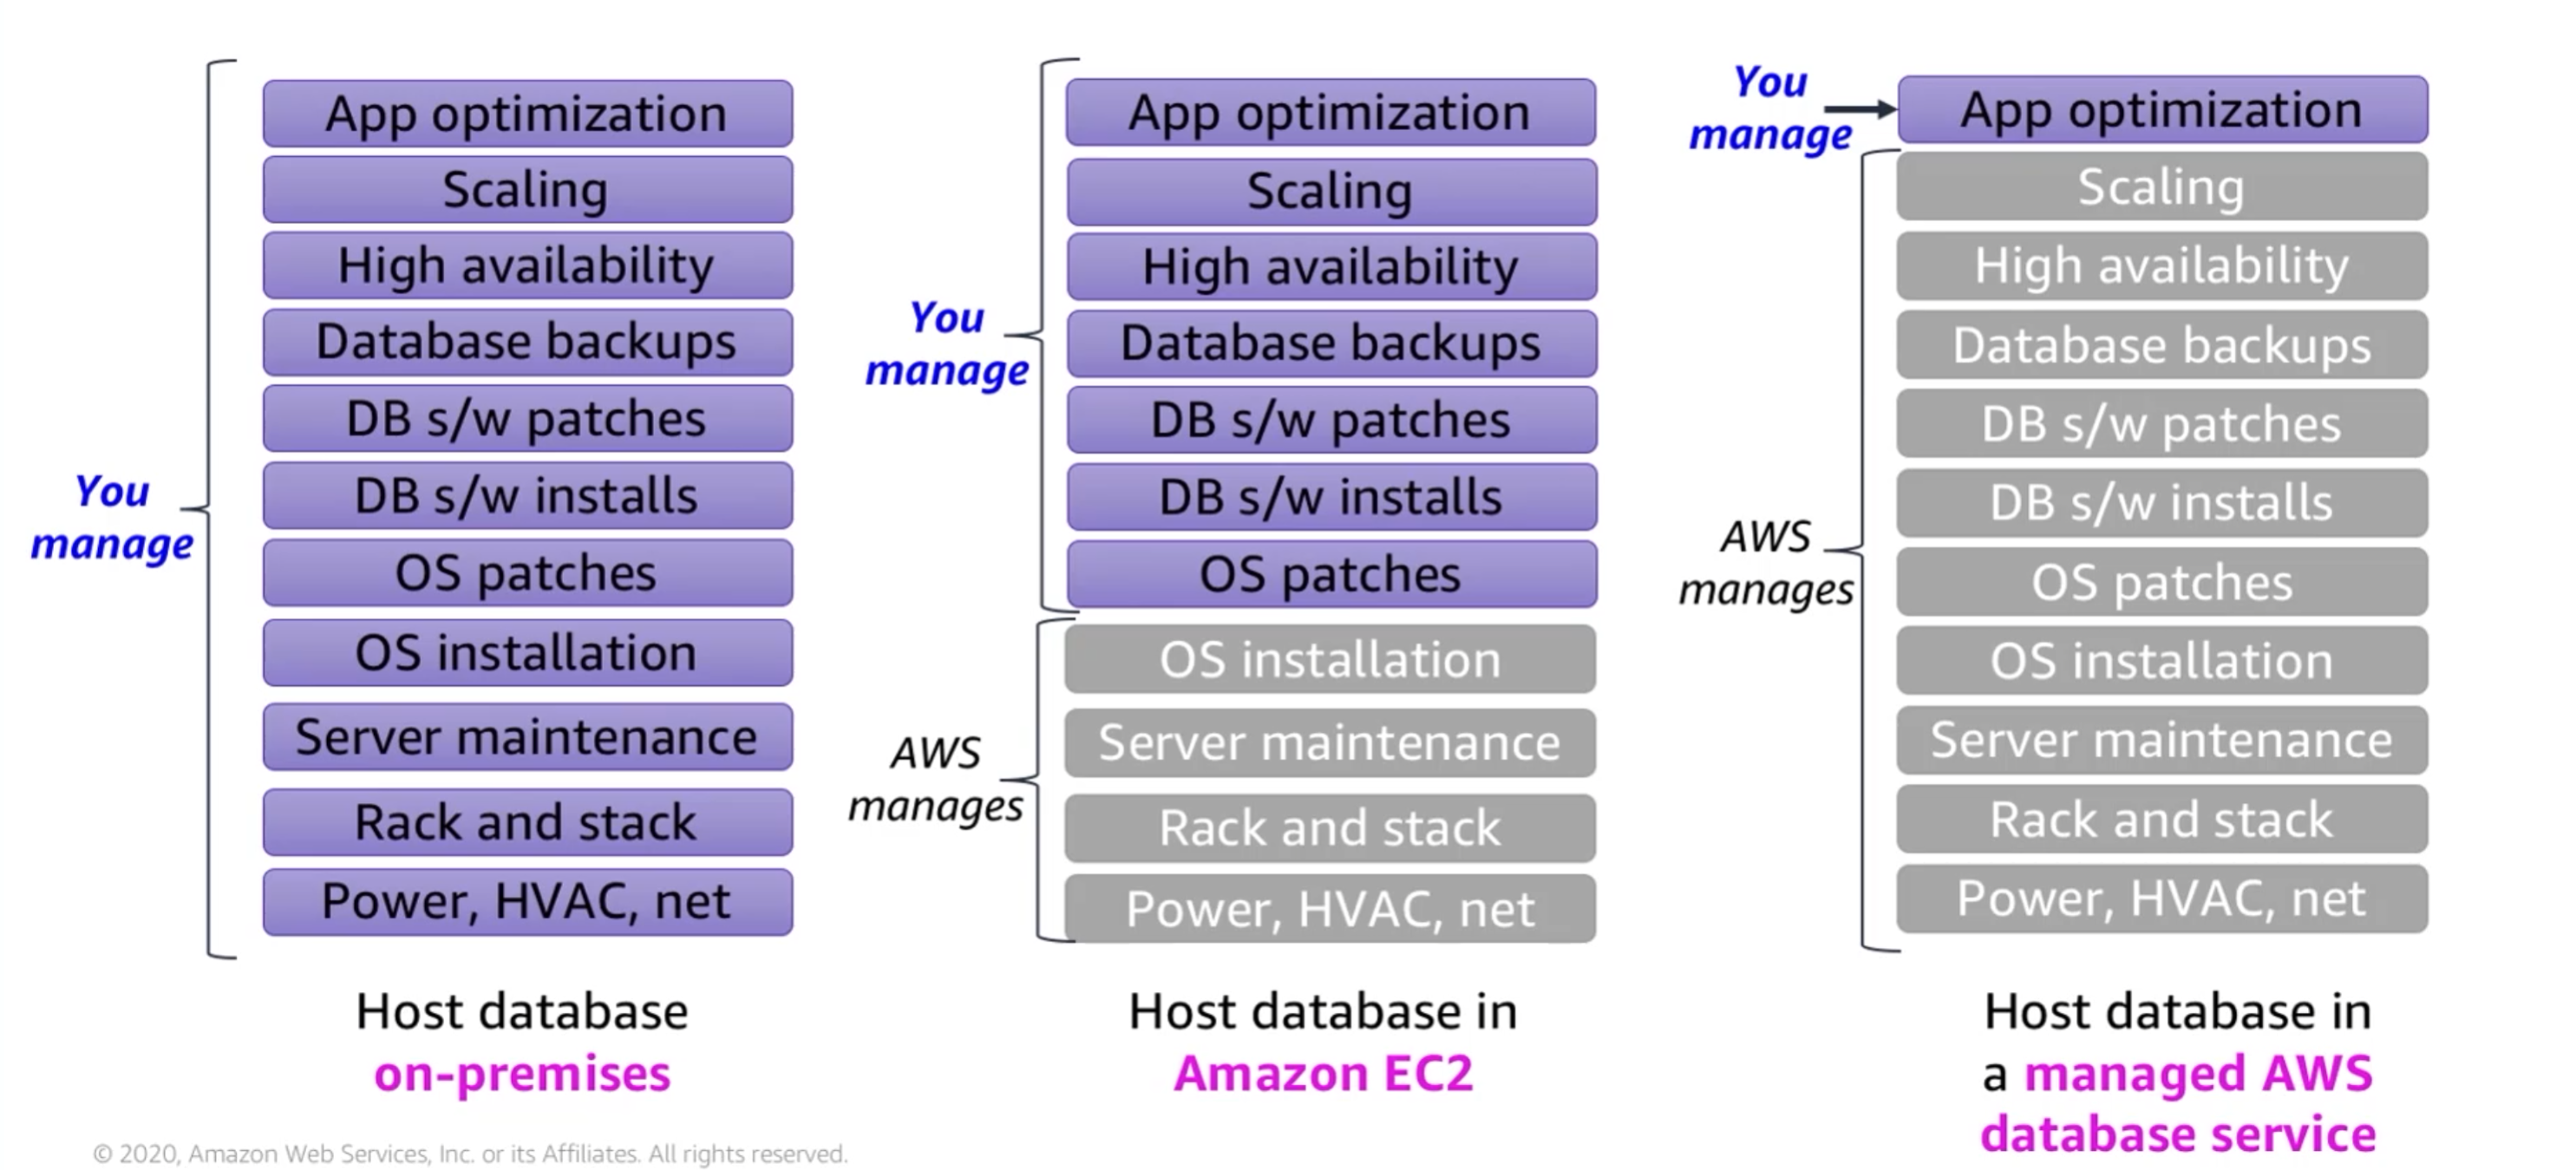 You
manage
App optimization
Scaling
High availability
Database backups
DB s/w patches
DB s/w installs
OS patches
OS installation
Server maintenance
Rack and stack
Power, HVAC, net
Host database
on-premises
You
manage
App optimization
Scaling
High availability
Database backups
DB s/w patches
DB s/w installs
OS patches
AWS
manages
OS installation
Server maintenance
Rack and stack
Power, HVAC, net
Host database in
Amazon EC2
You
manage
App optimization
AWS
manages
Scaling
High availability
Database backups
DB s/w patches
DB s/w installs
OS patches
OS installation
Server maintenance
Rack and stack
Power, HVAC, net
Host database in
a managed AWS
database service
© 2020, Amazon Web Services, Inc. or its Affiliates. All rights reserved.